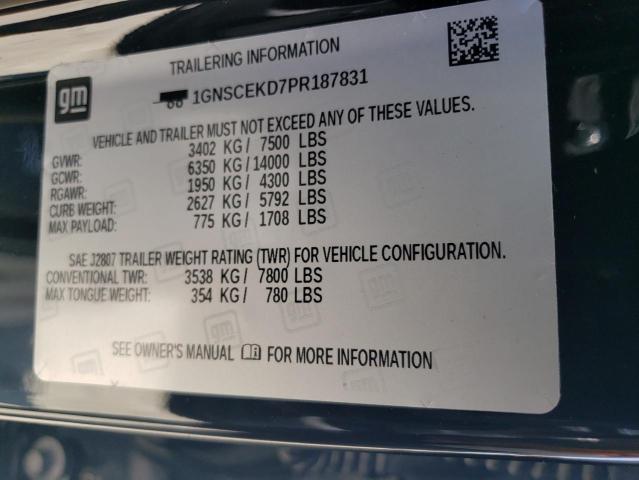 TRAILERING INFORMATION
gm
1GNSCEKD7PR187831
VEHICLE AND TRAILER MUST NOT EXCEED ANY OF THESE VALUES.
GVWR: 3402 KG/ 7500 LBS
GCWR: 6350 KG/ 14000 LBS
RGAWR: 1950 KG/ 4300 LBS
CURB WEIGHT: 2627 KG/ 5792 LBS
MAX PAYLOAD: 775 KG/ 1708 LBS
SAE J2807 TRAILER WEIGHT RATING (TWR) FOR VEHICLE CONFIGURATION.
CONVENTIONAL TWR: 3538 KG/ 7800 LBS
MAX TONGUE WEIGHT: 354 KG/ 780 LBS
SEE OWNER'S MANUAL FOR MORE INFORMATION